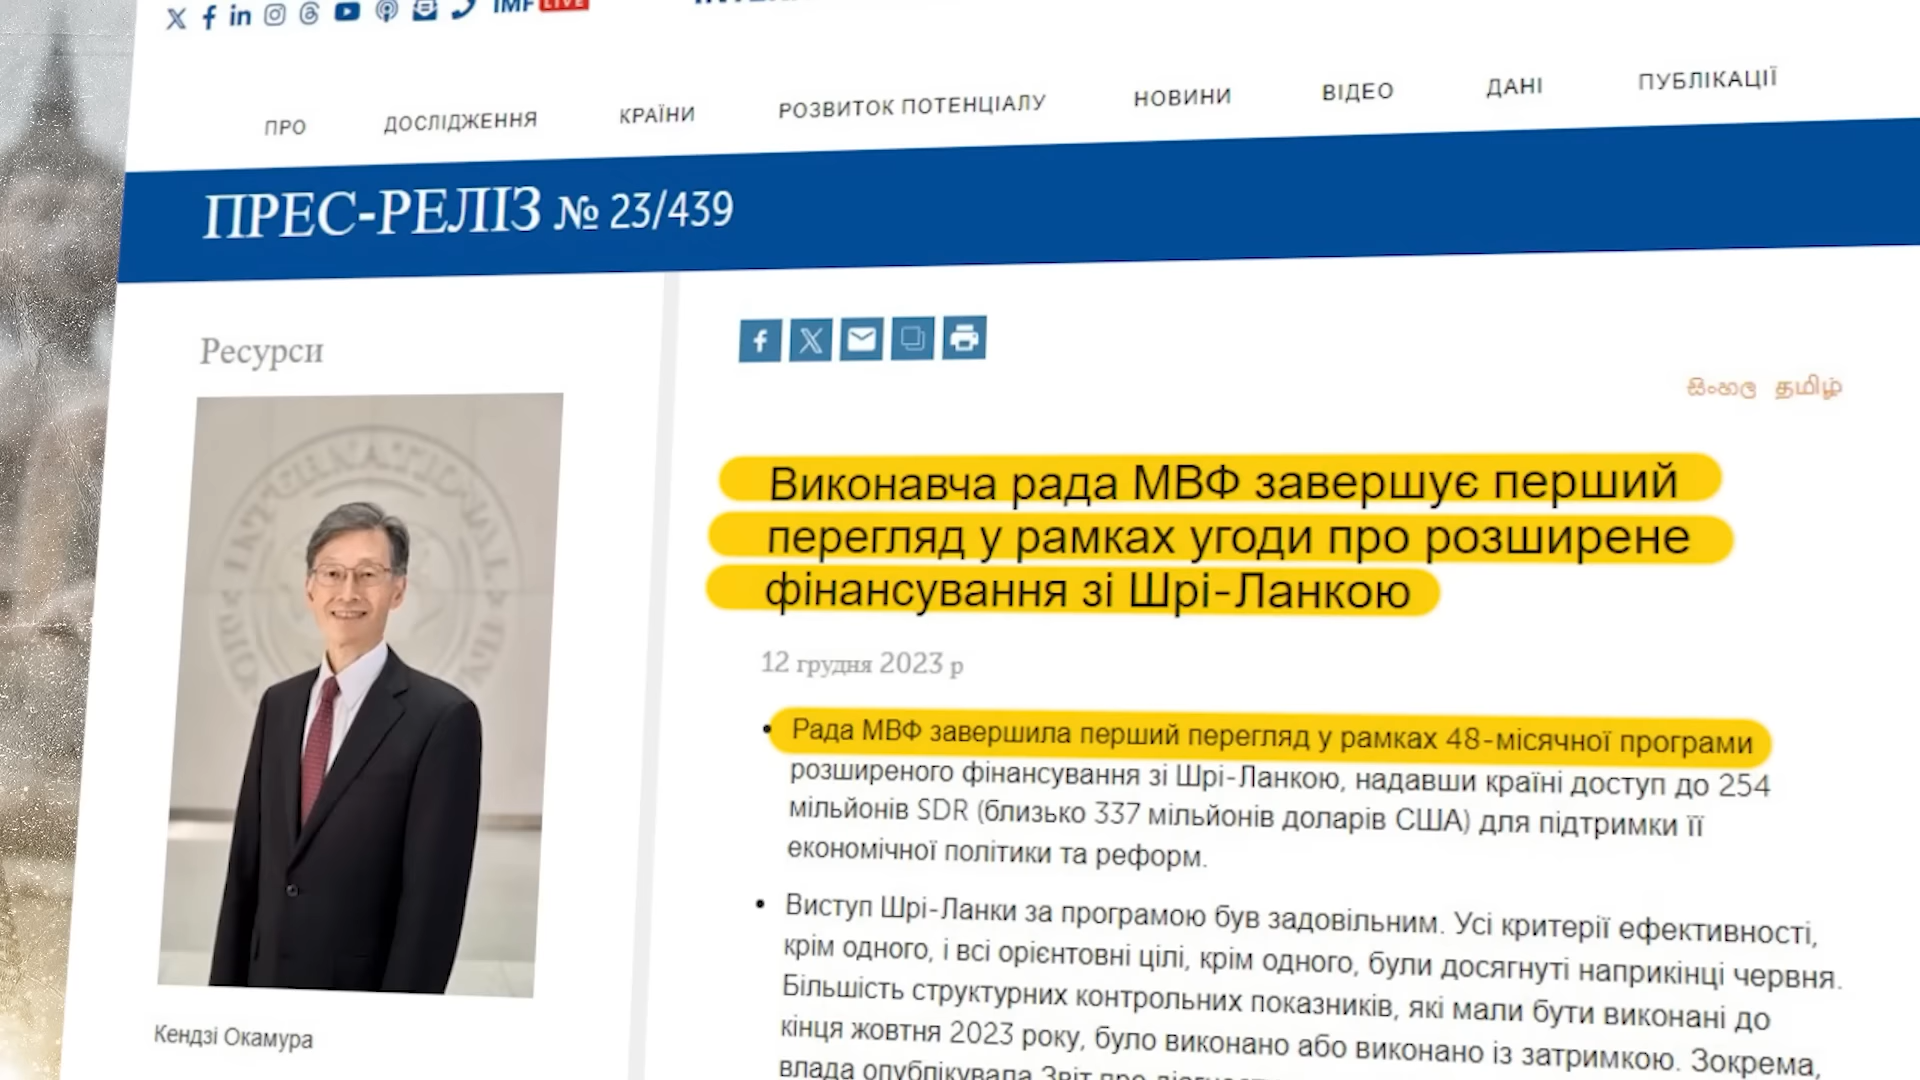 IMF LIVE
ПРО ДОСЛІДЖЕННЯ КРАЇНИ РОЗВИТОК ПОТЕНЦІАЛУ НОВИНИ ВІДЕО ДАНІ ПУБЛІКАЦІЇ
ПРЕС-РЕЛІЗ № 23/439
Ресурси
INTERNATIONAL
Кендзі Окамура
සිංහල தமிழ்
Виконавча рада МВФ завершує перший
перегляд у рамках угоди про розширене
фінансування зі Шрі-Ланкою
12 грудня 2023 р
• Рада МВФ завершила перший перегляд у рамках 48-місячної програми
розширеного фінансування зі Шрі-Ланкою, надавши країні доступ до 254
мільйонів SDR (близько 337 мільйонів доларів США) для підтримки її
економічної політики та реформ.
• Виступ Шрі-Ланки за програмою був задовільним. Усі критерії ефективності,
крім одного, і всі орієнтовні цілі, крім одного, були досягнуті наприкінці червня.
Більшість структурних контрольних показників, які мали бути виконані до
кінця жовтня 2023 року, було виконано або виконано із затримкою. Зокрема,
влада опублікувала Звіт про